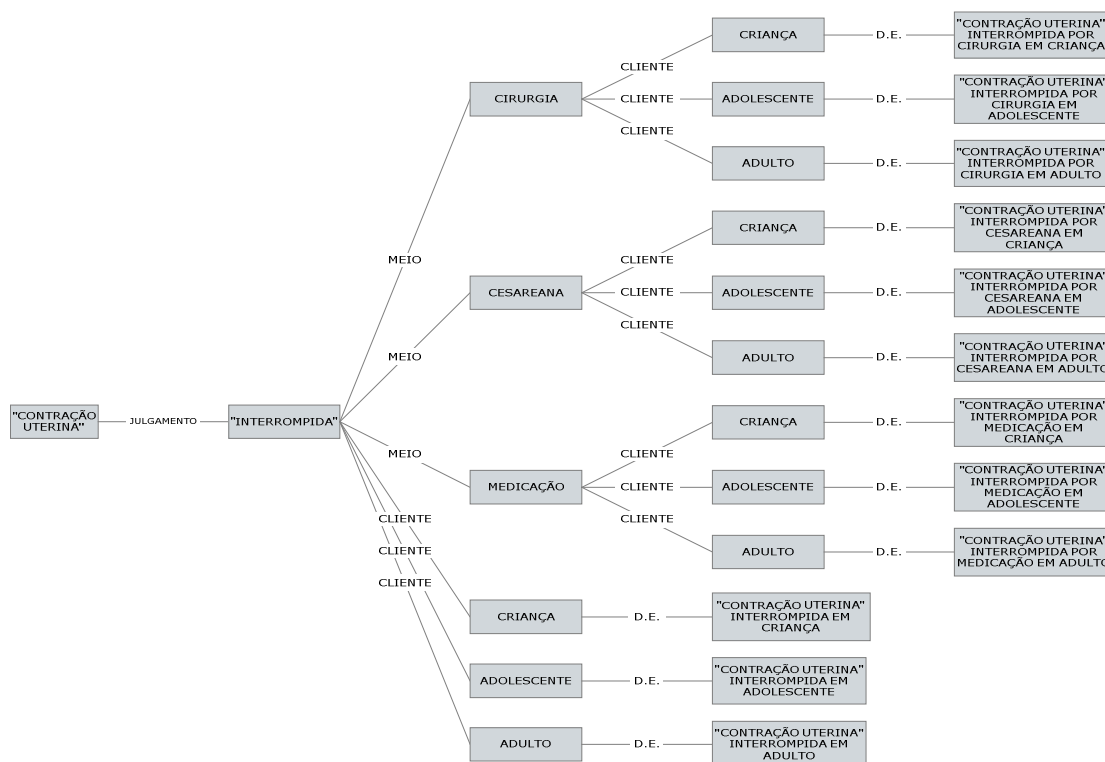 CRIANÇA
D.E.
"CONTRAÇÃO UTERINA"
INTERROMPIDA POR
CIRURGIA EM CRIANÇA
CLIENTE
CIRURGIA
CLIENTE
ADOLESCENTE
D.E.
"CONTRAÇÃO UTERINA"
INTERROMPIDA POR
CIRURGIA EM
ADOLESCENTE
CLIENTE
ADULTO
D.E.
"CONTRAÇÃO UTERINA"
INTERROMPIDA POR
CIRURGIA EM ADULTO
CRIANÇA
D.E.
"CONTRAÇÃO UTERINA"
INTERROMPIDA POR
CESAREANA EM
CRIANÇA
MEIO
CLIENTE
CESAREANA
CLIENTE
ADOLESCENTE
D.E.
"CONTRAÇÃO UTERINA"
INTERROMPIDA POR
CESAREANA EM
ADOLESCENTE
CLIENTE
MEIO
ADULTO
D.E.
"CONTRAÇÃO UTERINA"
INTERROMPIDA POR
CESAREANA EM ADULTO
"CONTRAÇÃO
UTERINA"
JULGAMENTO
"INTERROMPIDA"
CRIANÇA
D.E.
"CONTRAÇÃO UTERINA"
INTERROMPIDA POR
MEDICAÇÃO EM
CRIANÇA
MEIO
CLIENTE
MEDICAÇÃO
CLIENTE
ADOLESCENTE
D.E.
"CONTRAÇÃO UTERINA"
INTERROMPIDA POR
MEDICAÇÃO EM
ADOLESCENTE
CLIENTE
CLIENTE
CLIENTE
CLIENTE
ADULTO
D.E.
"CONTRAÇÃO UTERINA"
INTERROMPIDA POR
MEDICAÇÃO EM ADULTO
CRIANÇA
D.E.
"CONTRAÇÃO UTERINA"
INTERROMPIDA EM
CRIANÇA
ADOLESCENTE
D.E.
"CONTRAÇÃO UTERINA"
INTERROMPIDA EM
ADOLESCENTE
ADULTO
D.E.
"CONTRAÇÃO UTERINA"
INTERROMPIDA EM
ADULTO